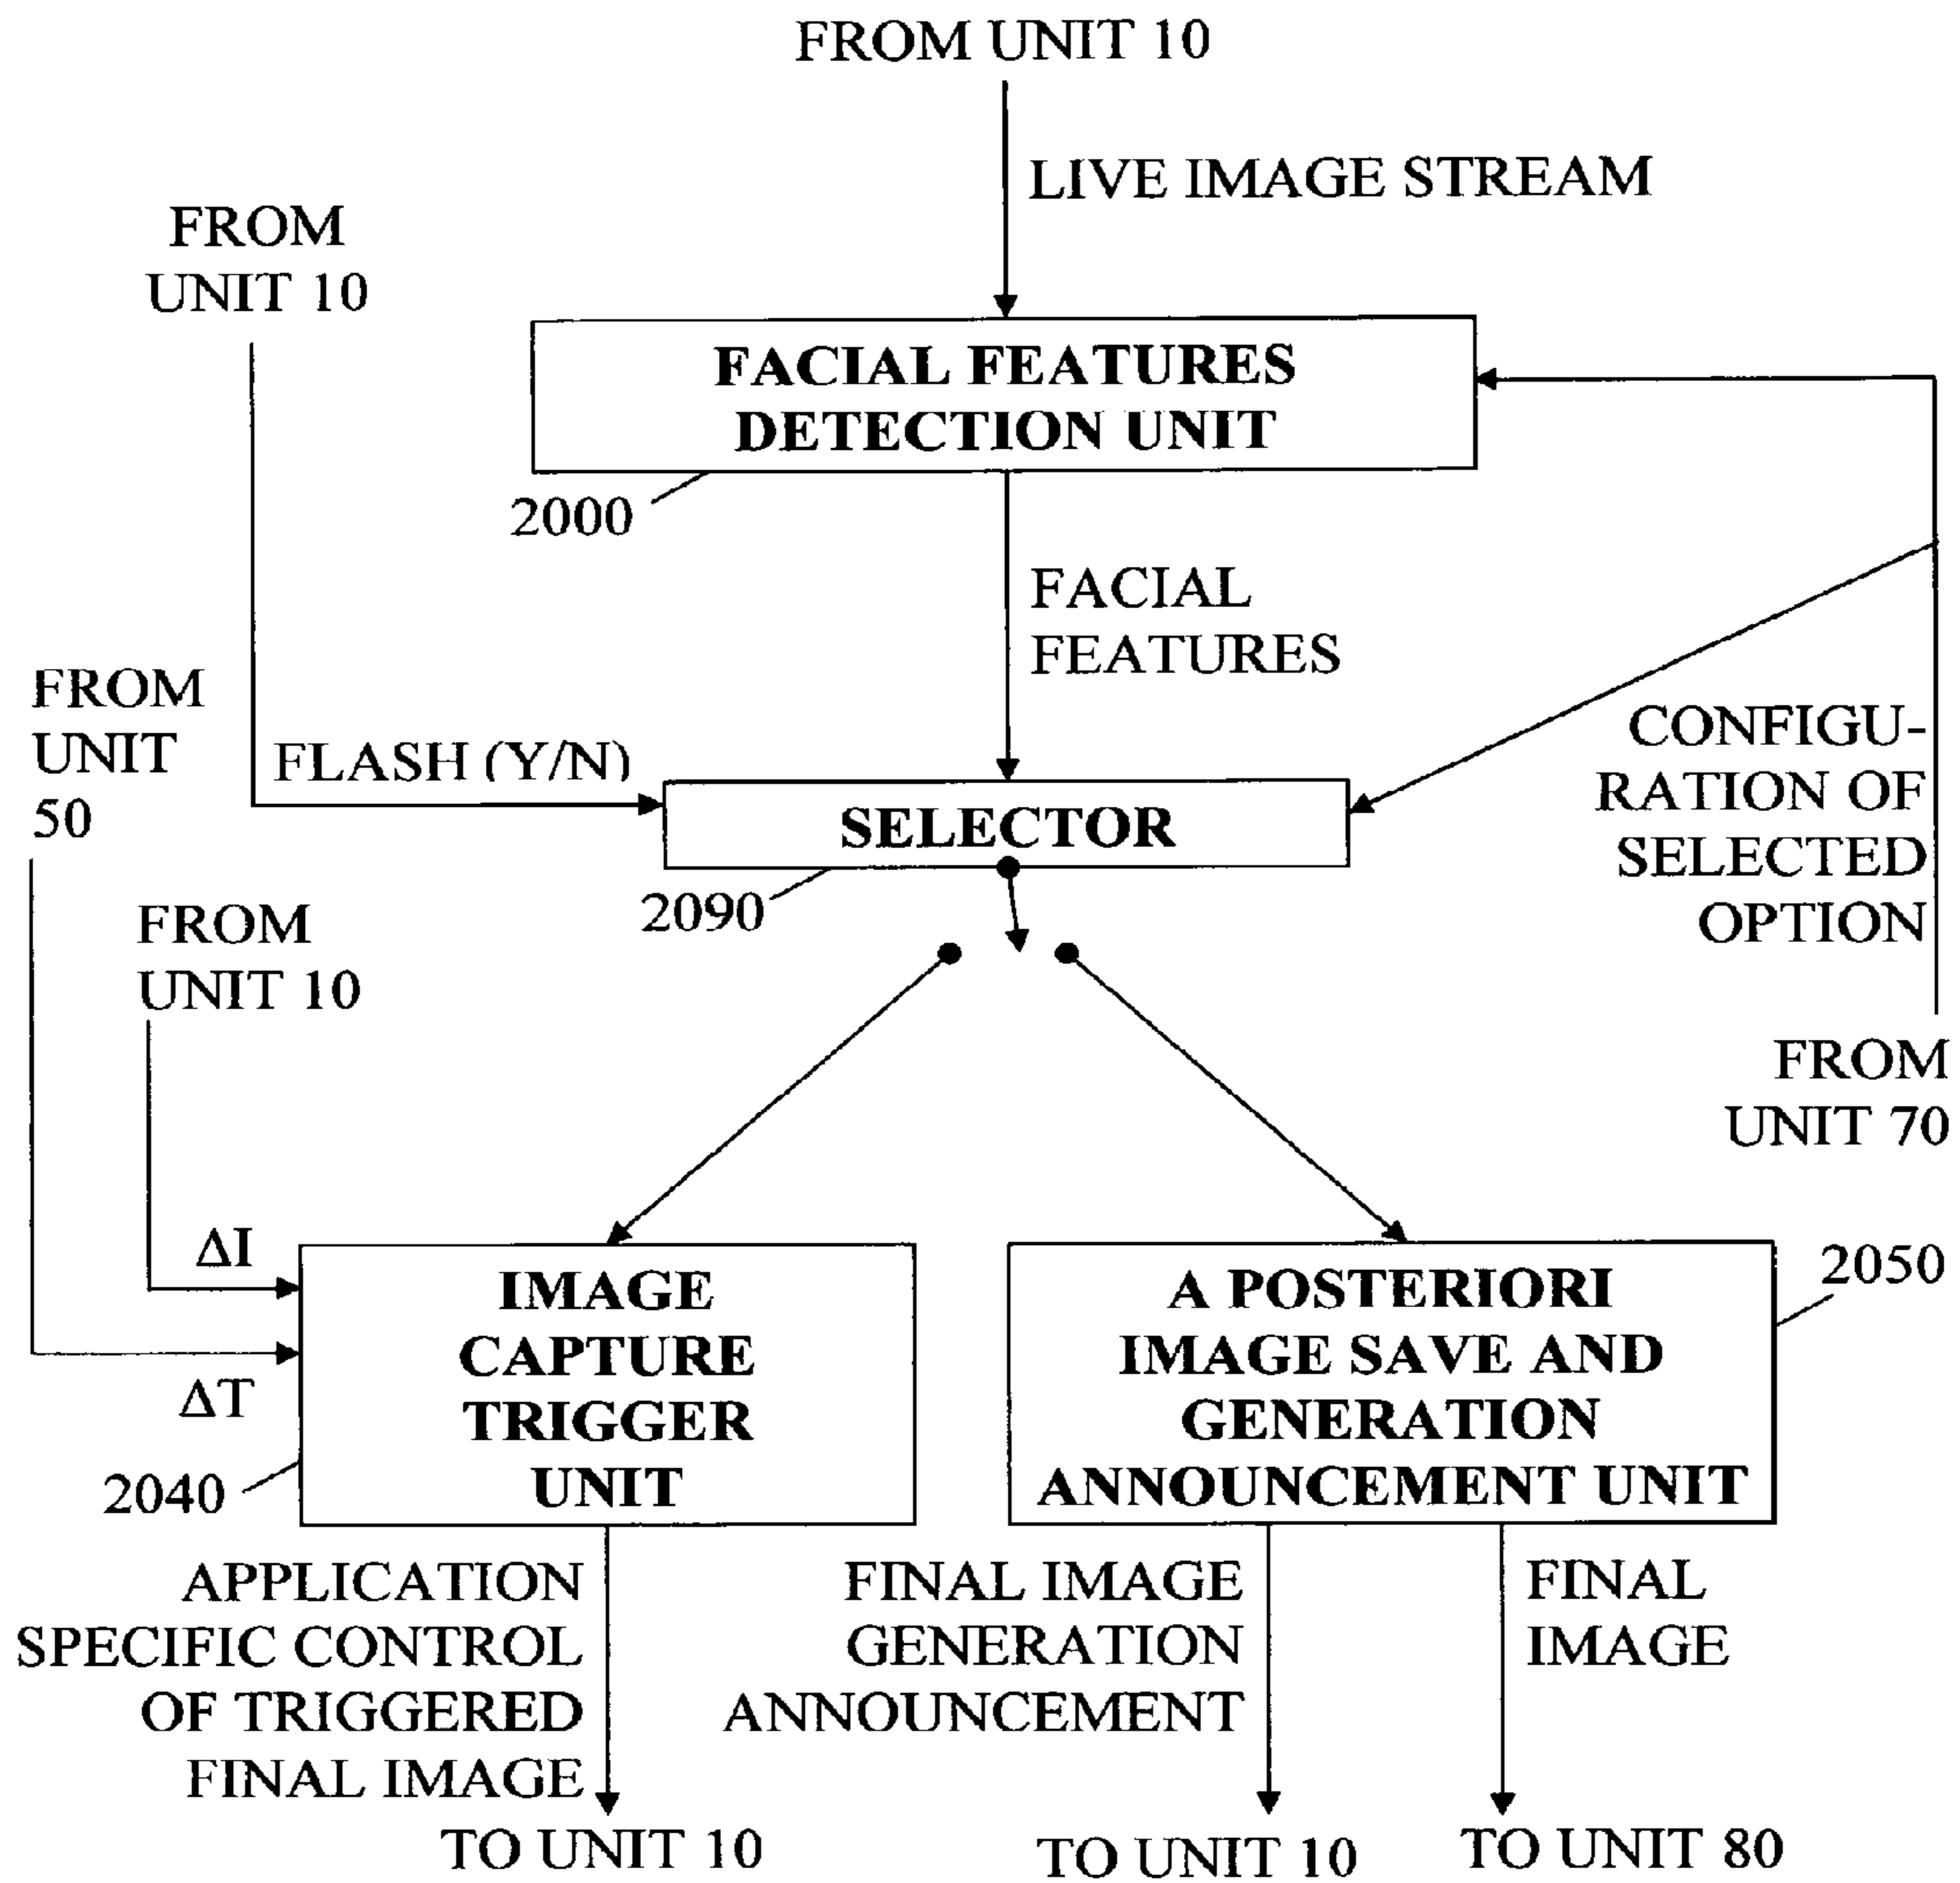 FROM UNIT 10
LIVE IMAGE STREAM
FROM
UNIT 10
FACIAL FEATURES
DETECTION UNIT
2000
FACIAL
FEATURES
FROM
UNIT
50
FLASH (Y/N)
SELECTOR
2090
CONFIGU-
RATION OF
SELECTED
OPTION
FROM
UNIT 10
FROM
UNIT 70
ΔI
ΔT
IMAGE
CAPTURE
TRIGGER
UNIT
2040
A POSTERIORI
IMAGE SAVE AND
GENERATION
ANNOUNCEMENT UNIT
2050
APPLICATION
SPECIFIC CONTROL
OF TRIGGERED
FINAL IMAGE
TO UNIT 10
FINAL IMAGE
GENERATION
ANNOUNCEMENT
TO UNIT 10
FINAL
IMAGE
TO UNIT 80